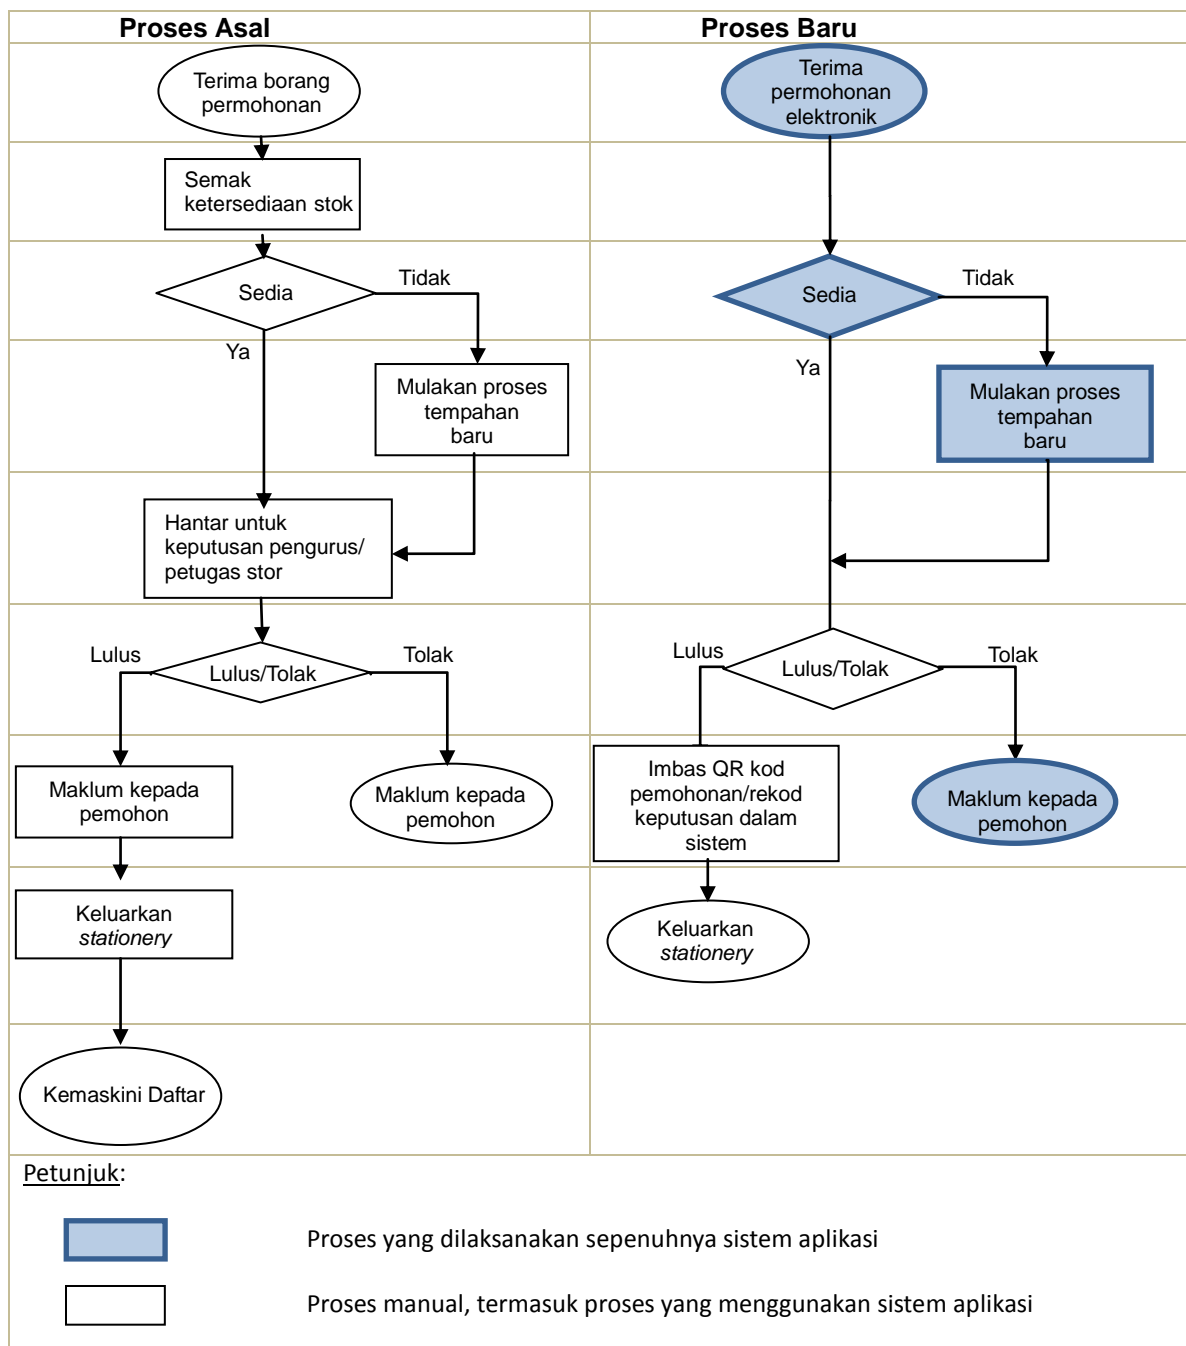 Proses Asal
Terima borang
permohonan
Semak
ketersediaan stok
Sedia
Tidak
Ya
Mulakan proses
tempahan
baru
Hantar untuk
keputusan pengurus/
petugas stor
Lulus
Lulus/Tolak
Tolak
Maklum kepada
pemohon
Maklum kepada
pemohon
Keluarkan
stationery
Kemaskini Daftar
Proses Baru
Terima
permohonan
elektronik
Sedia
Tidak
Ya
Mulakan proses
tempahan
baru
Lulus
Lulus/Tolak
Tolak
Imbas QR kod
pemohonan/rekod
keputusan dalam
sistem
Maklum kepada
pemohon
Keluarkan
stationery
Petunjuk:
Proses yang dilaksanakan sepenuhnya sistem aplikasi
Proses manual, termasuk proses yang menggunakan sistem aplikasi